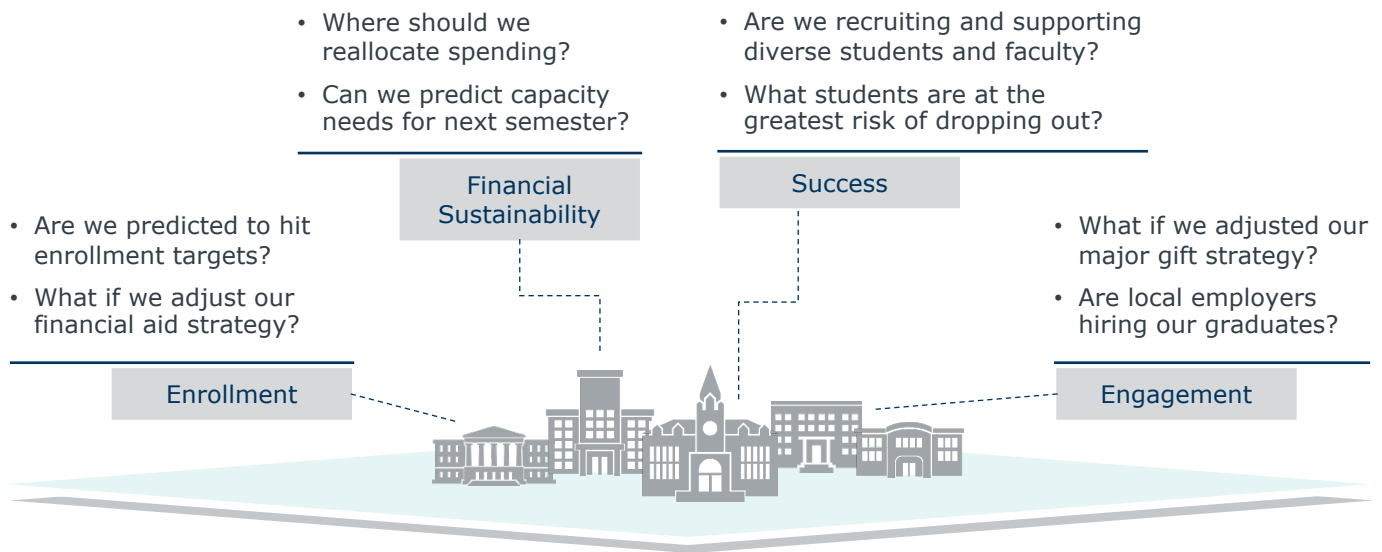 • Where should we
reallocate spending?
• Can we predict capacity
needs for next semester?
Financial
Sustainability
• Are we recruiting and supporting
diverse students and faculty?
• What students are at the
greatest risk of dropping out?
Success
• Are we predicted to hit
enrollment targets?
• What if we adjust our
financial aid strategy?
Enrollment
• What if we adjusted our
major gift strategy?
• Are local employers
hiring our graduates?
Engagement